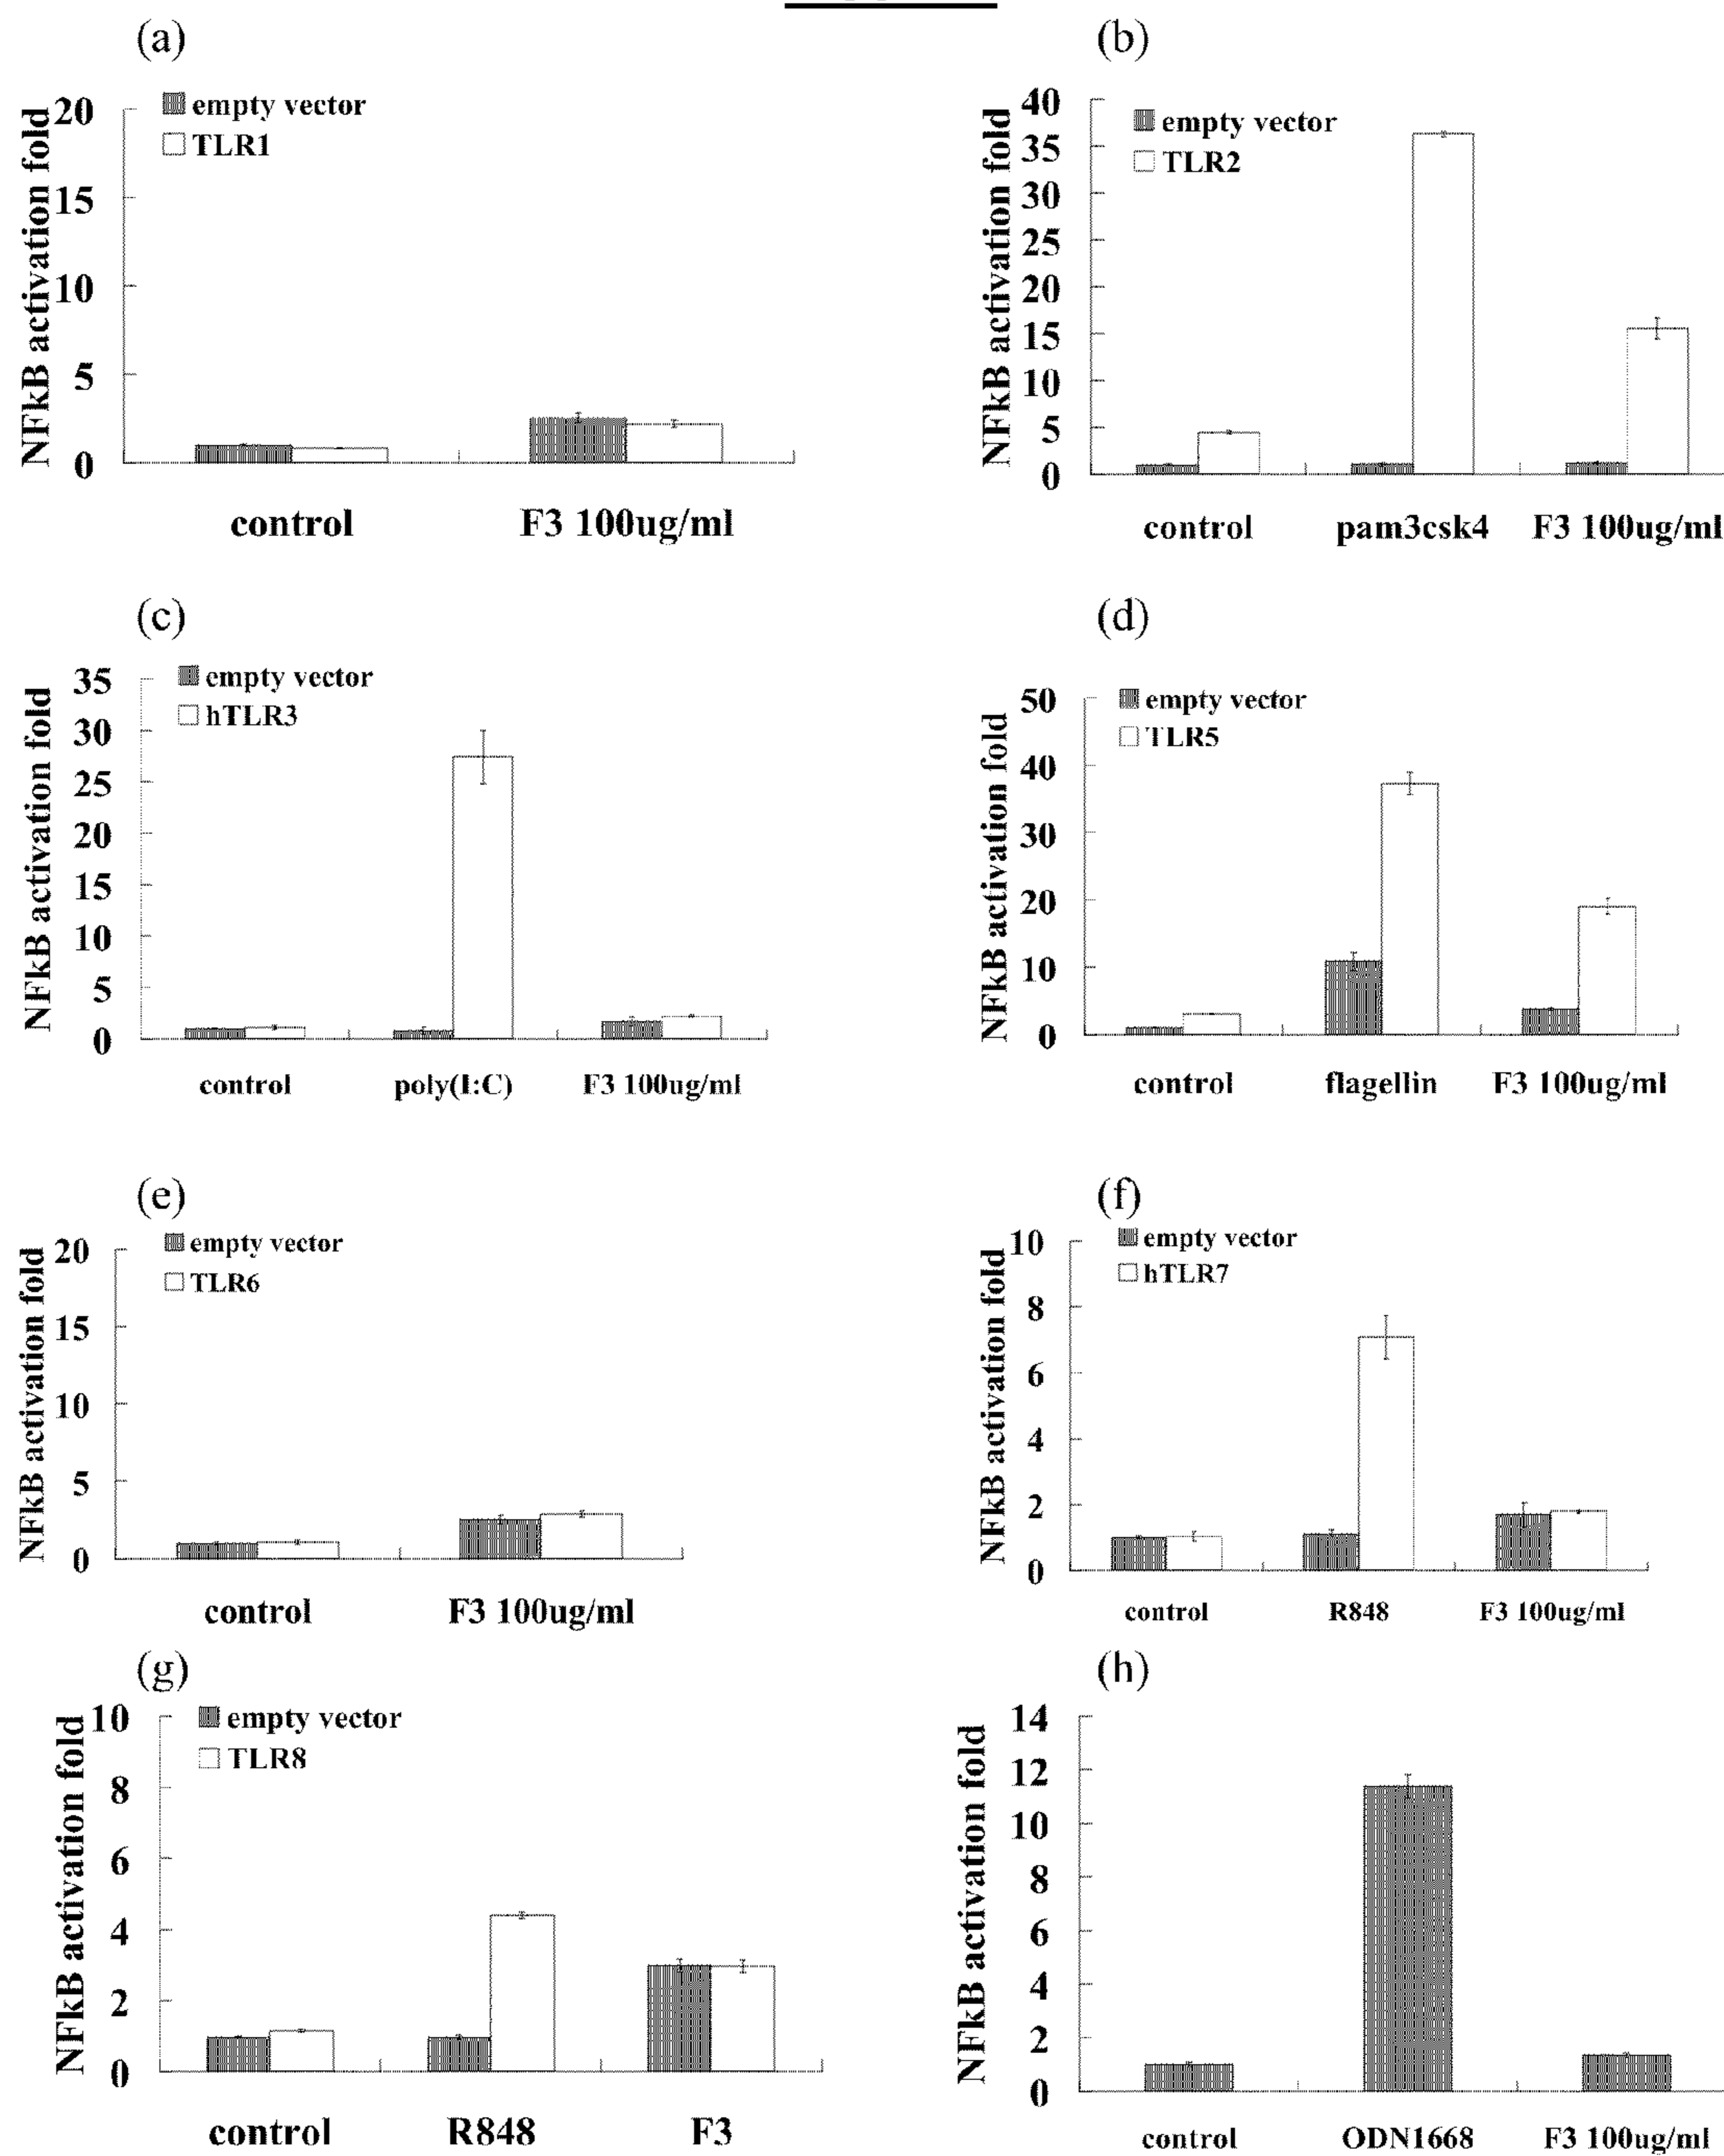 (a)
NFkB activation fold
20
15
10
5
0
empty vector
TLR1
control F3 100ug/ml
(b)
NFkB activation fold
40
35
30
25
20
15
10
5
0
empty vector
TLR2
control pam3csk4 F3 100ug/ml
(c)
NFkB activation fold
35
30
25
20
15
10
5
0
empty vector
hTLR3
control poly(I:C) F3 100ug/ml
(d)
NFkB activation fold
50
40
30
20
10
0
empty vector
TLR5
control flagellin F3 100ug/ml
(e)
NFkB activation fold
20
15
10
5
0
empty vector
TLR6
control F3 100ug/ml
(f)
NFkB activation fold
10
8
6
4
2
0
empty vector
hTLR7
control R848 F3 100ug/ml
(g)
NFkB activation fold
10
8
6
4
2
0
empty vector
TLR8
control R848 F3
(h)
NFkB activation fold
14
12
10
8
6
4
2
0
control ODN1668 F3 100ug/ml